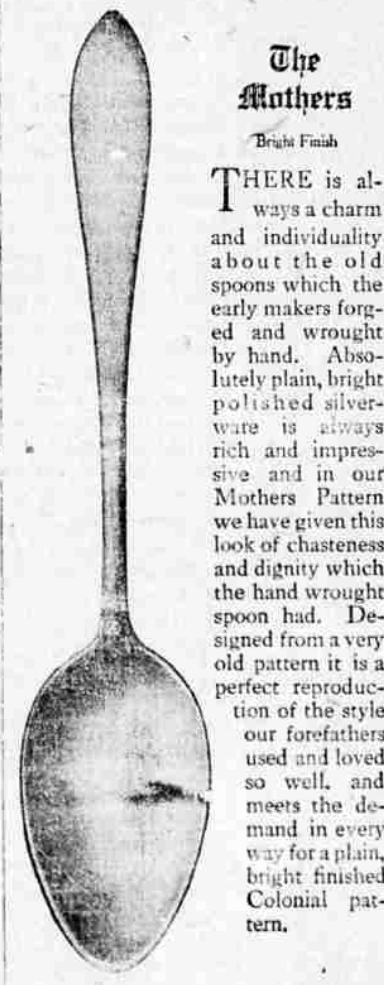 The
Mothers
Bright Finish
THERE is al-
ways a charm
and individuality
about the old
spoons which the
early makers forg-
ed and wrought
by hand. Abso-
lutely plain, bright
polished silver-
ware is always
rich and impres-
sive and in our
Mothers Pattern
we have given this
look of chasteness
and dignity which
the hand wrought
spoon had. De-
signed from a very
old pattern it is a
perfect reproduc-
tion of the style
our forefathers
used and loved
so well, and
meets the de-
mand in every
way for a plain,
bright finished
Colonial pat-
tern.